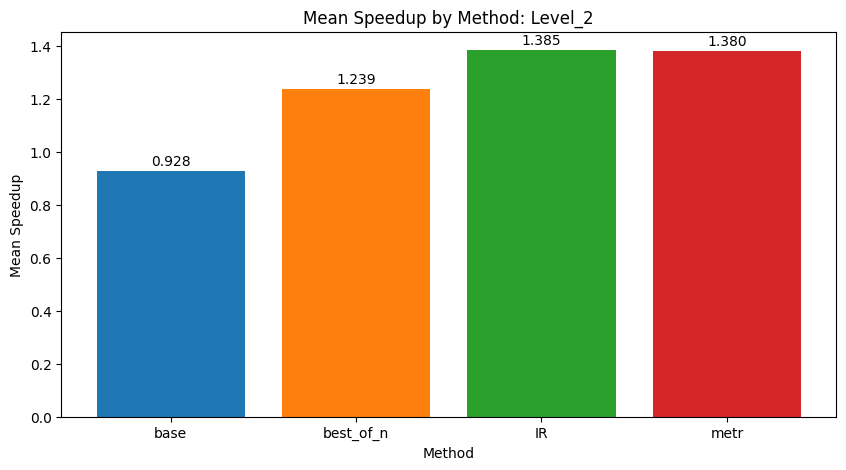 Mean Speedup by Method: Level_2
Mean Speedup
1.4
1.2
1.0
0.8
0.6
0.4
0.2
0.0
0.928
1.239
1.385
1.380
base
best_of_n
IR
metr
Method